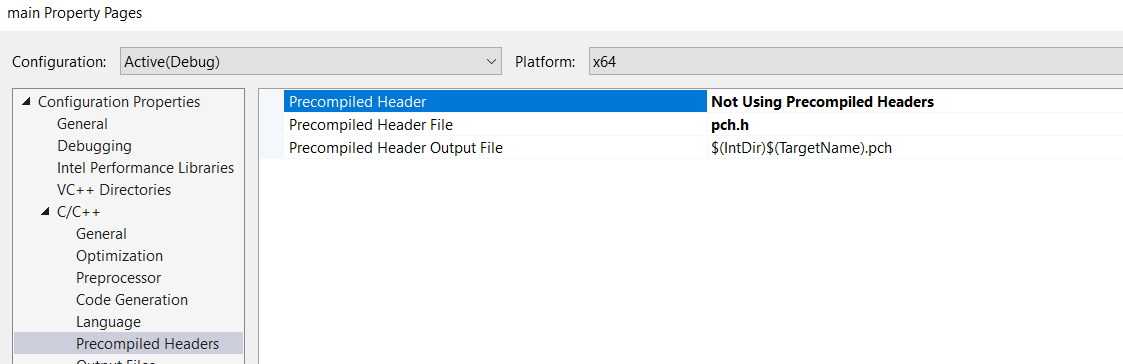 main Property Pages
Configuration: Active(Debug) Platform: x64
Configuration Properties
General
Debugging
Intel Performance Libraries
VC++ Directories
C/C++
General
Optimization
Preprocessor
Code Generation
Language
Precompiled Headers
Output Files
Precompiled Header Not Using Precompiled Headers
Precompiled Header File pch.h
Precompiled Header Output File $(IntDir)$(TargetName).pch